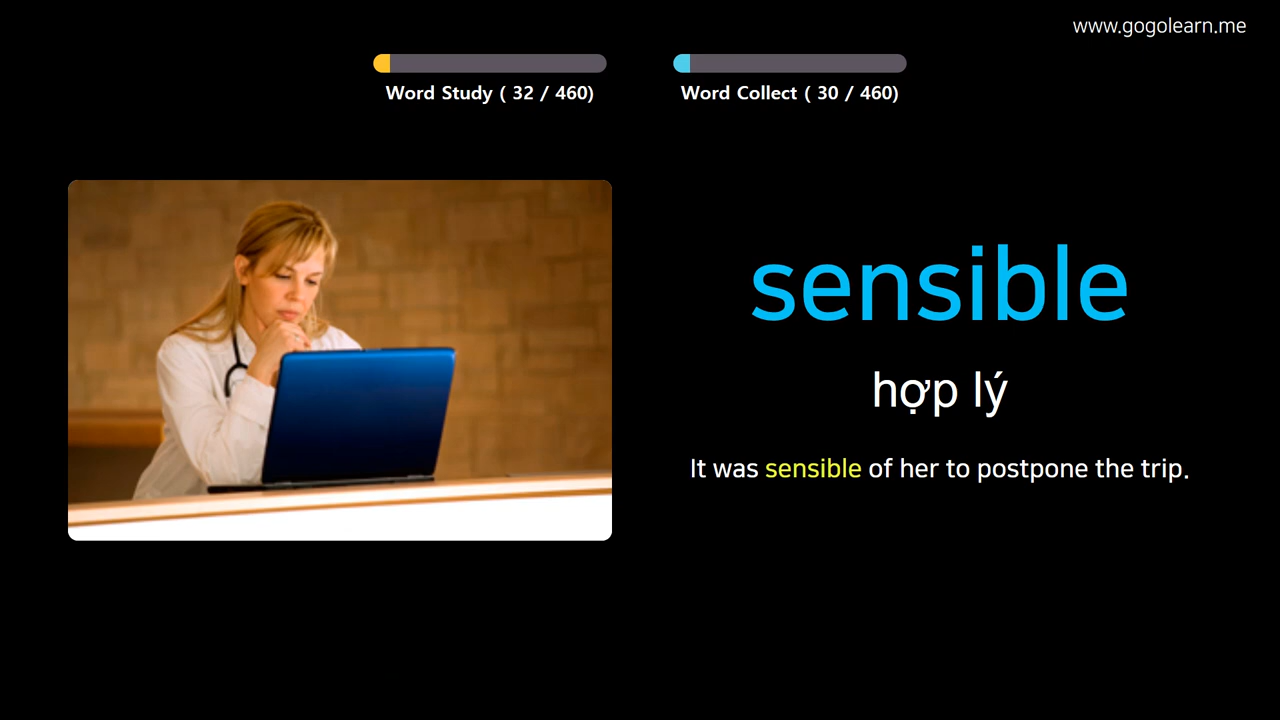 www.gogolearn.me
Word Study ( 32 / 460)
Word Collect ( 30 / 460)
sensible
hợp lý
It was sensible of her to postpone the trip.